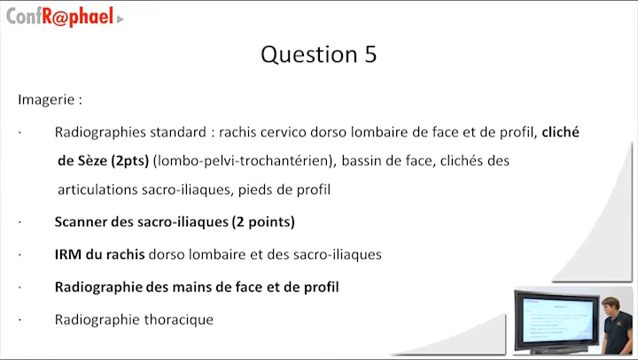 ConfR@phael
Question 5
Imagerie :
· Radiographies standard : rachis cervico dorso lombaire de face et de profil, cliché
de Sèze (2pts) (lombo-pelvi-trochantérien), bassin de face, clichés des
articulations sacro-iliaques, pieds de profil
· Scanner des sacro-iliaques (2 points)
· IRM du rachis dorso lombaire et des sacro-iliaques
· Radiographie des mains de face et de profil
· Radiographie thoracique